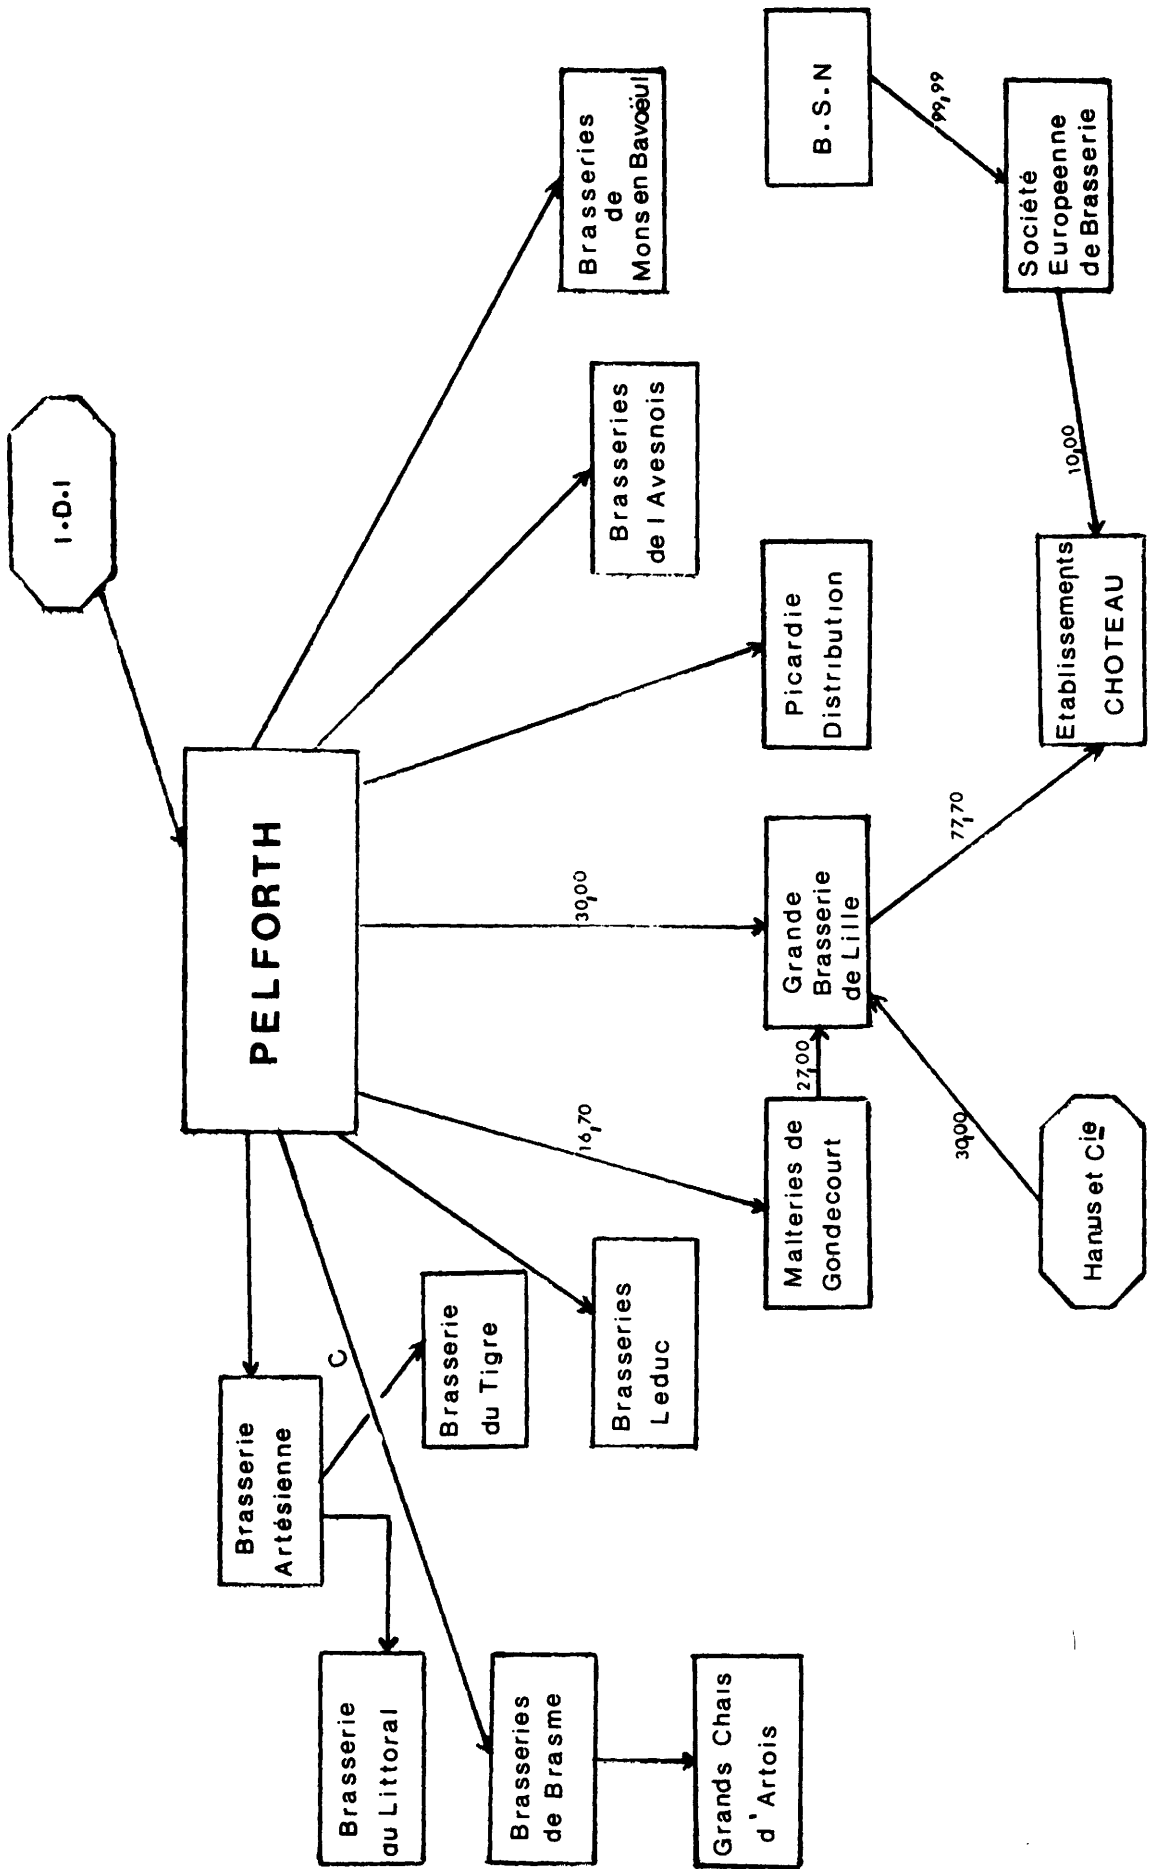 I.D.I
PELFORTH
Brasserie
Artésienne
Brasserie
du Littoral
C
Brasserie
du Tigre
Brasseries
de Brasme
Brasseries
Leduc
Grands Chais
d'Artois
16,70
30,00
Brasseries
de l Avesnois
Brasseries
de
Mons en Bavoëul
Malteries de
Gondecourt
27,00
Grande
Brasserie
de Lille
Picardie
Distribution
B.S.N
30,00
77,70
99,99
Hanus et Cie
Etablissements
CHOTEAU
10,00
Société
Europeenne
de Brasserie